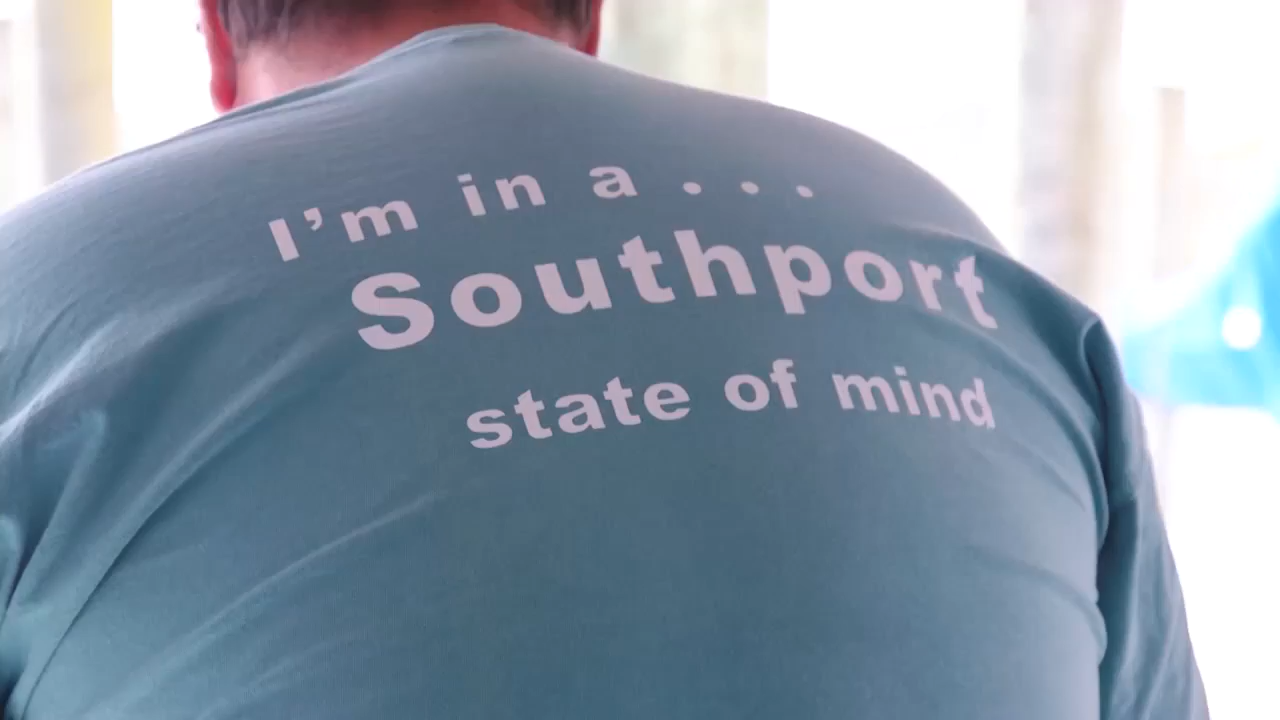 I’m in a . . .
Southport
state of mind